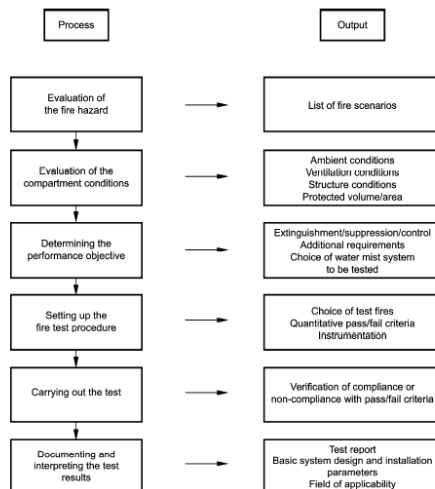 Process
Output
Evaluation of
the fire hazard
List of fire scenarios
Evaluation of the
compartment conditions
Ambient conditions
Ventilation conditions
Structure conditions
Protected volume/area
Determining the
performance objective
Extinguishment/suppression/control
Additional requirements
Choice of water mist system
to be tested
Setting up the
fire test procedure
Choice of test fires
Quantitative pass/fail criteria
Instrumentation
Carrying out the test
Verification of compliance or
non-compliance with pass/fail criteria
Documenting and
interpreting the test
results
Test report
Basic system design and installation
parameters
Field of applicability